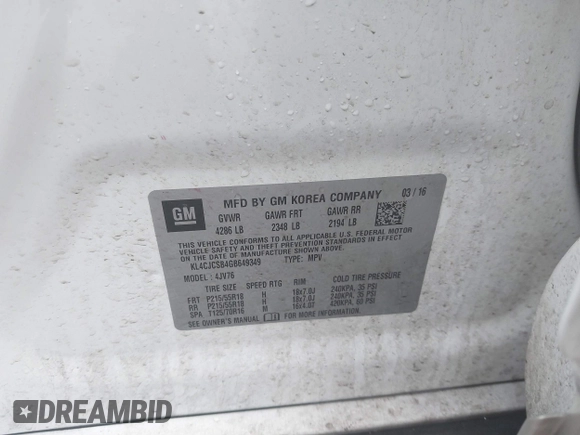 GM
MFD BY GM KOREA COMPANY 03 / 16
GVWR GAWR FRT GAWR RR
4286 LB 2348 LB 2194 LB
THIS VEHICLE CONFORMS TO ALL APPLICABLE U.S. FEDERAL MOTOR
VEHICLE SAFETY, BUMPER, AND THEFT PREVENTION STANDARDS IN EFFECT
ON THE DATE OF MANUFACTURE SHOWN ABOVE.
KL4CJCSB4GB649349 TYPE: MPV
MODEL : 4JV76
TIRE SIZE SPEED RTG RIM COLD TIRE PRESSURE
FRT P215/55R18 H 18x7.0J 240KPA, 35 PSI
RR P215/55R18 H 18x7.0J 240KPA, 35 PSI
SPA T125/70R16 M 16x4.0T 420KPA, 60 PSI
SEE OWNER'S MANUAL FOR MORE INFORMATION
DREAMBID